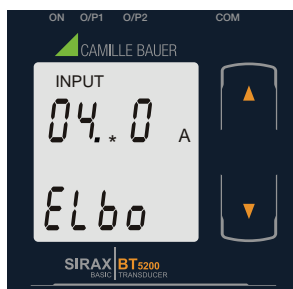 ON O/P1 O/P2 COM
CAMILLE BAUER
INPUT
04.* 0 A
ELbo
SIRAX BT5200
BASIC TRANSDUCER